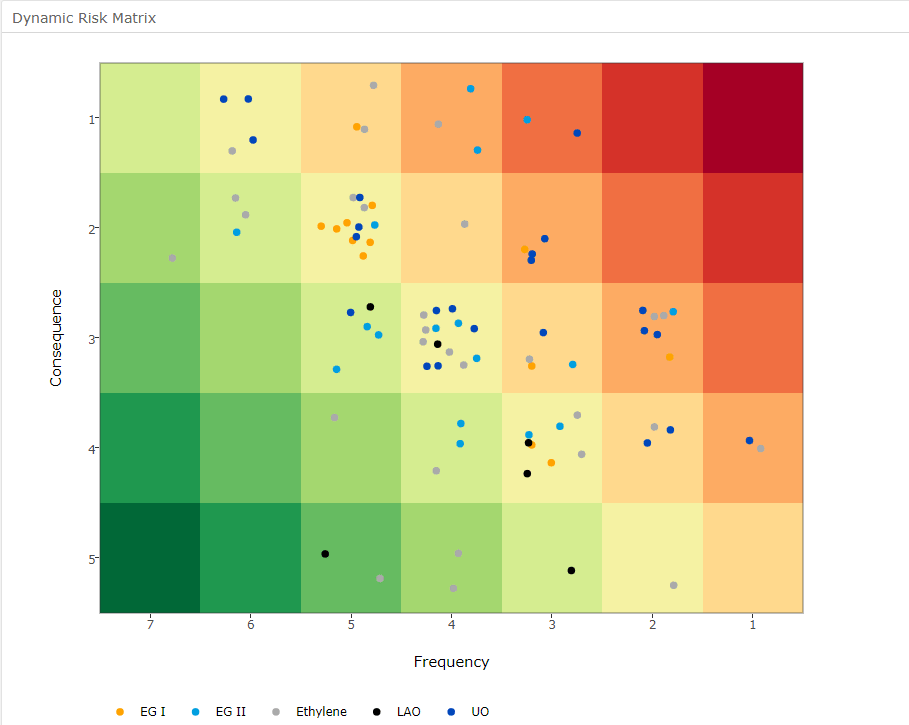 Dynamic Risk Matrix
1
2
3
4
5
Consequence
7 6 5 4 3 2 1
Frequency
EG I EG II Ethylene LAO UO